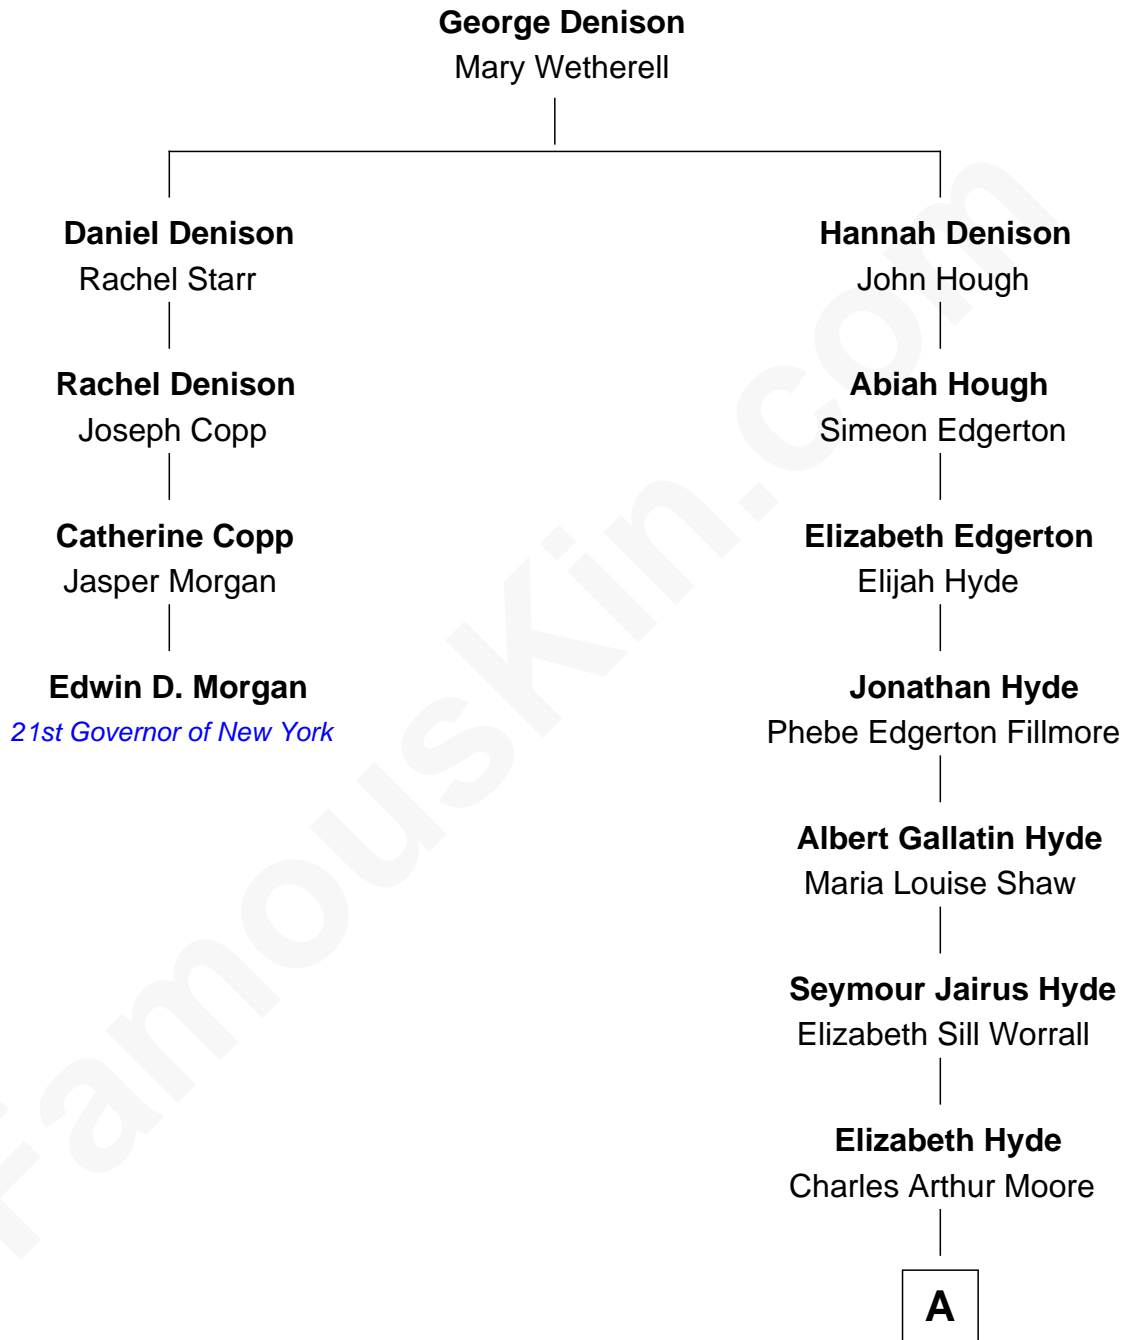 George Denison
Mary Wetherell
Daniel Denison
Rachel Starr
Hannah Denison
John Hough
Rachel Denison
Joseph Copp
Abiah Hough
Simeon Edgerton
Catherine Copp
Jasper Morgan
Elizabeth Edgerton
Elijah Hyde
Edwin D. Morgan
21st Governor of New York
Jonathan Hyde
Phebe Edgerton Fillmore
Albert Gallatin Hyde
Maria Louise Shaw
Seymour Jairus Hyde
Elizabeth Sill Worrall
Elizabeth Hyde
Charles Arthur Moore
A
FamousKin.com